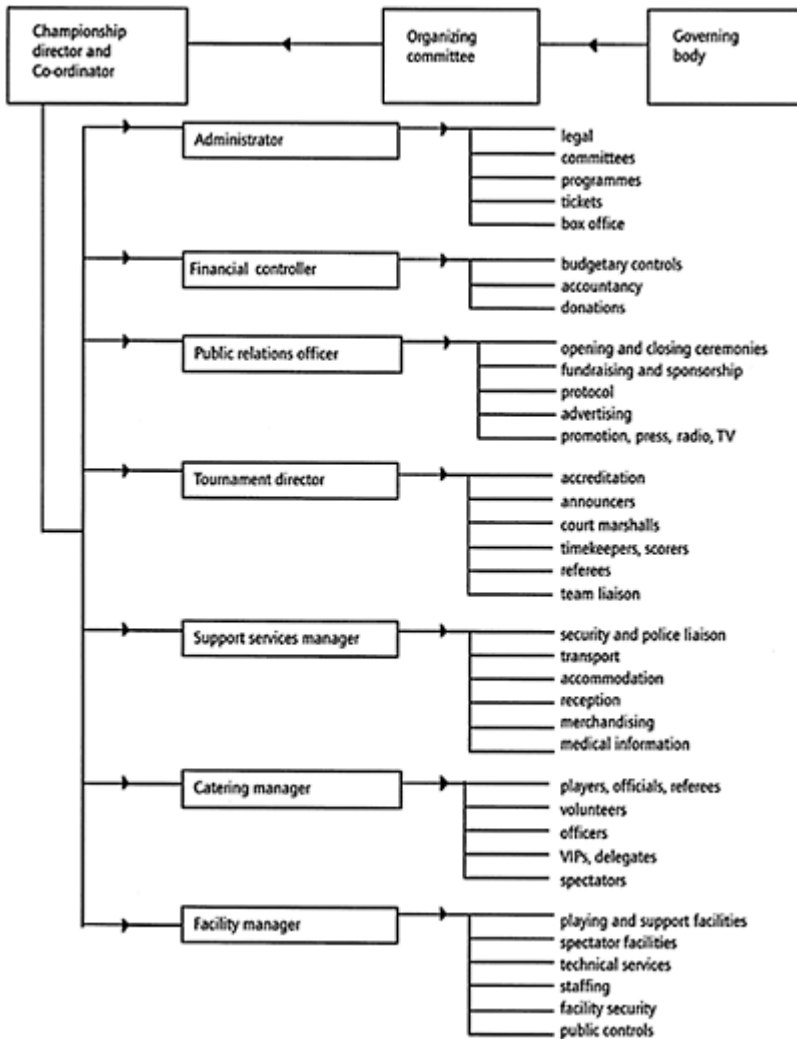 Championship
director and
Co-ordinator
Organizing
committee
Governing
body
Administrator
legal
committees
programmes
tickets
box office
Financial controller
budgetary controls
accountancy
donations
Public relations officer
opening and closing ceremonies
fundraising and sponsorship
protocol
advertising
promotion, press, radio, TV
Tournament director
accreditation
announcers
court marshalls
timekeepers, scorers
referees
team liaison
Support services manager
security and police liaison
transport
accommodation
reception
merchandising
medical information
Catering manager
players, officials, referees
volunteers
officers
VIPs, delegates
spectators
Facility manager
playing and support facilities
spectator facilities
technical services
staffing
facility security
public controls